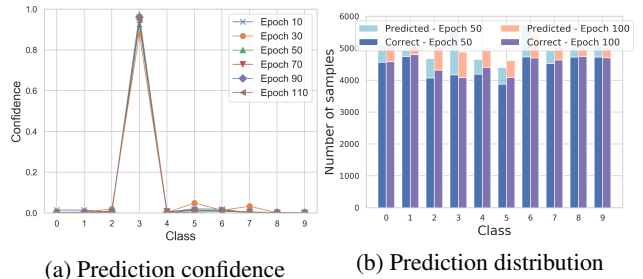 1.0
0.8
0.6
0.4
0.2
0.0
Confidence
0 1 2 3 4 5 6 7 8 9
Class
Epoch 10
Epoch 30
Epoch 50
Epoch 70
Epoch 90
Epoch 110
(a) Prediction confidence
6000
5000
4000
3000
2000
1000
0
Number of samples
Predicted - Epoch 50 Predicted - Epoch 100
Correct - Epoch 50 Correct - Epoch 100
0 1 2 3 4 5 6 7 8 9
Class
(b) Prediction distribution